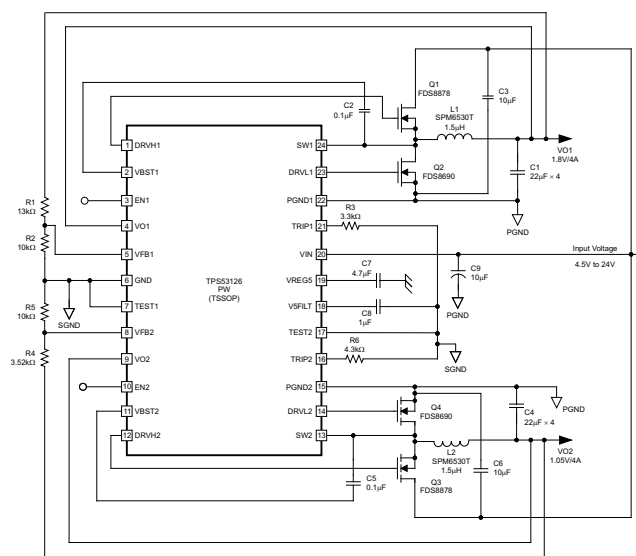 Q1
FDS8878
C3
10µF
L1
SPM6530T
1.5µH
C2
0.1µF
VO1
1.8V/4A
C1
22µF × 4
PGND
Q2
FDS8690
1 DRVH1
2 VBST1
3 EN1
4 VO1
5 VFB1
6 GND
7 TEST1
8 VFB2
9 VO2
10 EN2
11 VBST2
12 DRVH2
TPS53126
PW
(TSSOP)
SW1 24
DRVL1 23
PGND1 22
TRIP1 21
VIN 20
VREG5 19
V5FILT 18
TEST2 17
TRIP2 16
PGND2 15
DRVL2 14
SW2 13
R1
13kΩ
R2
10kΩ
R5
10kΩ
R4
3.52kΩ
SGND
R3
3.3kΩ
Input Voltage
4.5V to 24V
C7
4.7µF
C9
10µF
PGND
C8
1µF
R6
4.3kΩ
SGND
Q4
FDS8690
C4
22µF × 4
PGND
L2
SPM6530T
1.5µH
VO2
1.05V/4A
C6
10µF
Q3
FDS8878
C5
0.1µF